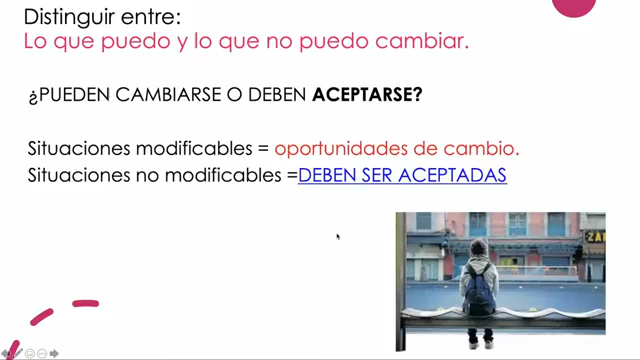 Distinguir entre:
Lo que puedo y lo que no puedo cambiar.
¿PUEDEN CAMBIARSE O DEBEN ACEPTARSE?
Situaciones modificables = oportunidades de cambio.
Situaciones no modificables =DEBEN SER ACEPTADAS